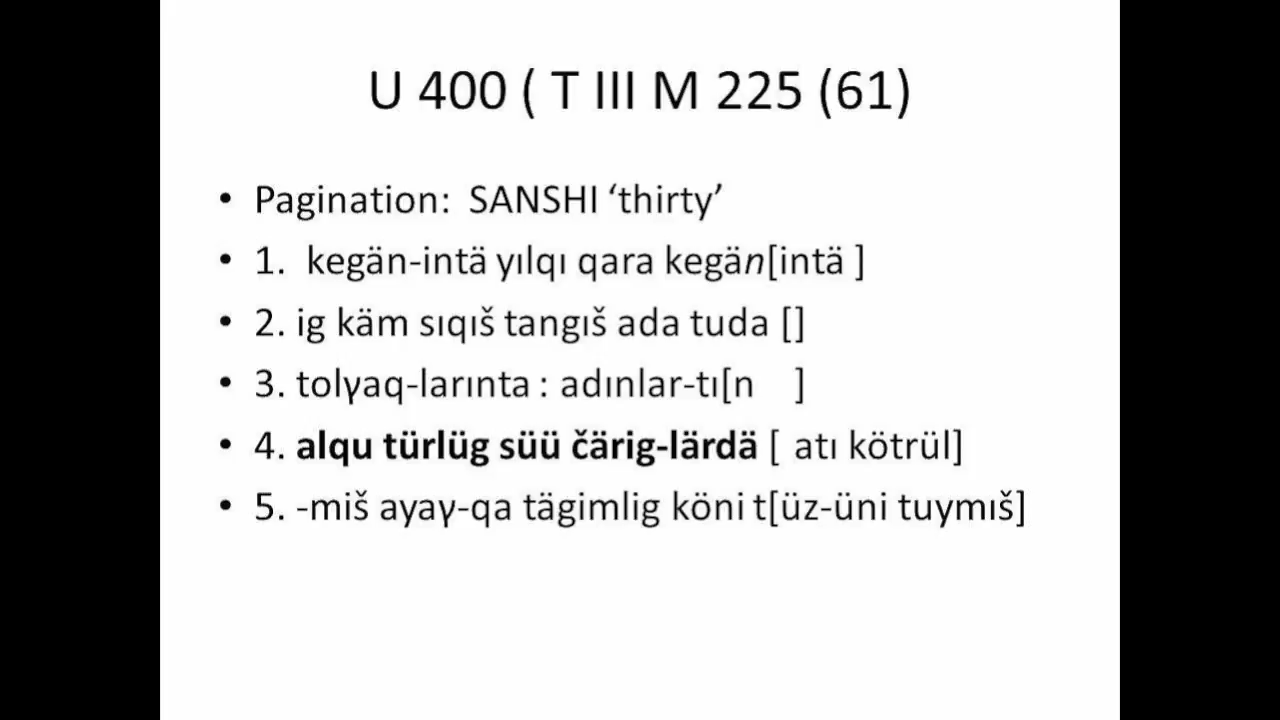 U 400 ( T III M 225 (61)
• Pagination: SANSHI ‘thirty’
• 1. kegän-intä yılqı qara kegän[intä ]
• 2. ig käm sıqıš tangıš ada tuda []
• 3. tolγaq-larınta : adınlar-tı[n ]
• 4. alqu türlüg süü čärig-lärdä [ atı kötrül]
• 5. -miš ayaγ-qa tägimlig köni t[üz-üni tuymıš]